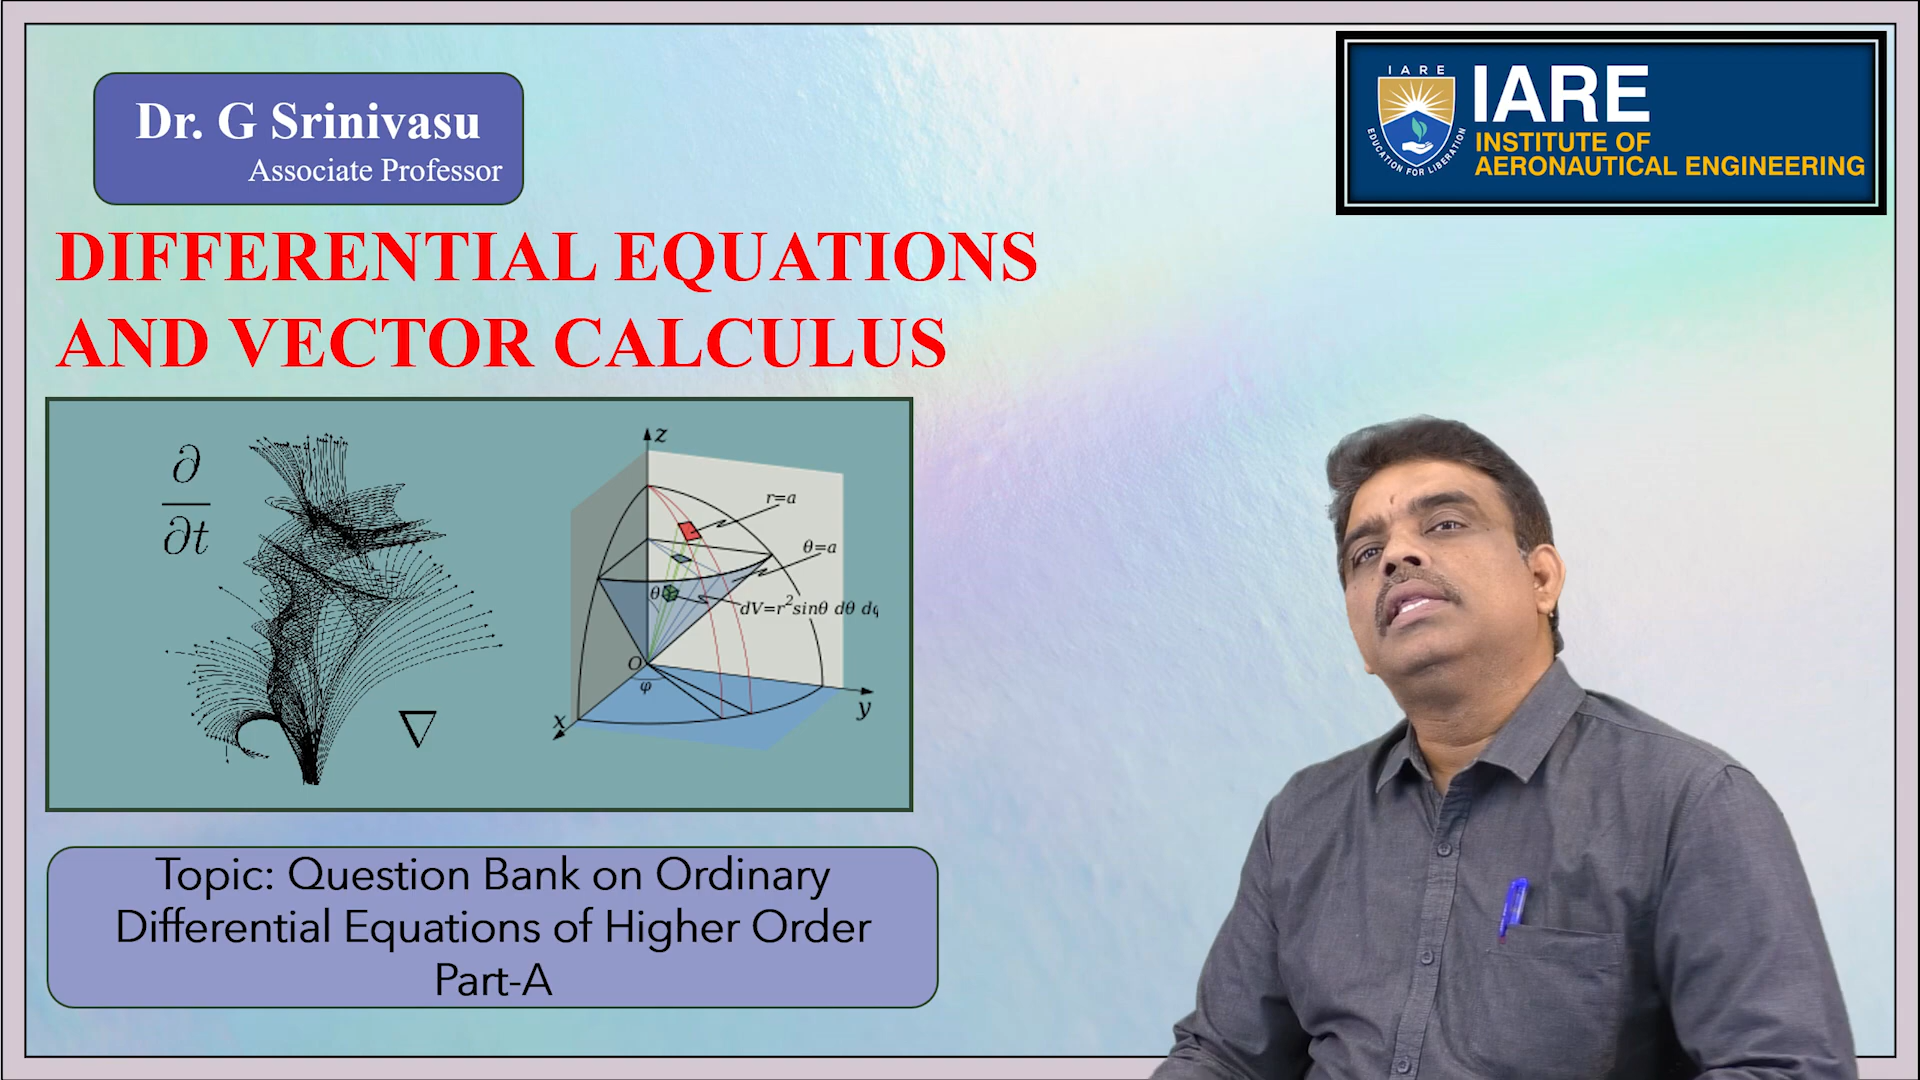 Dr. G Srinivasu
Associate Professor
IARE
EDUCATION FOR LIBERATION
IARE
INSTITUTE OF
AERONAUTICAL ENGINEERING
DIFFERENTIAL EQUATIONS
AND VECTOR CALCULUS
∂
∂t
∇
z
r=a
θ=a
θ
dV=r²sinθ dθ dφ
O
φ
x
y
Topic: Question Bank on Ordinary
Differential Equations of Higher Order
Part-A